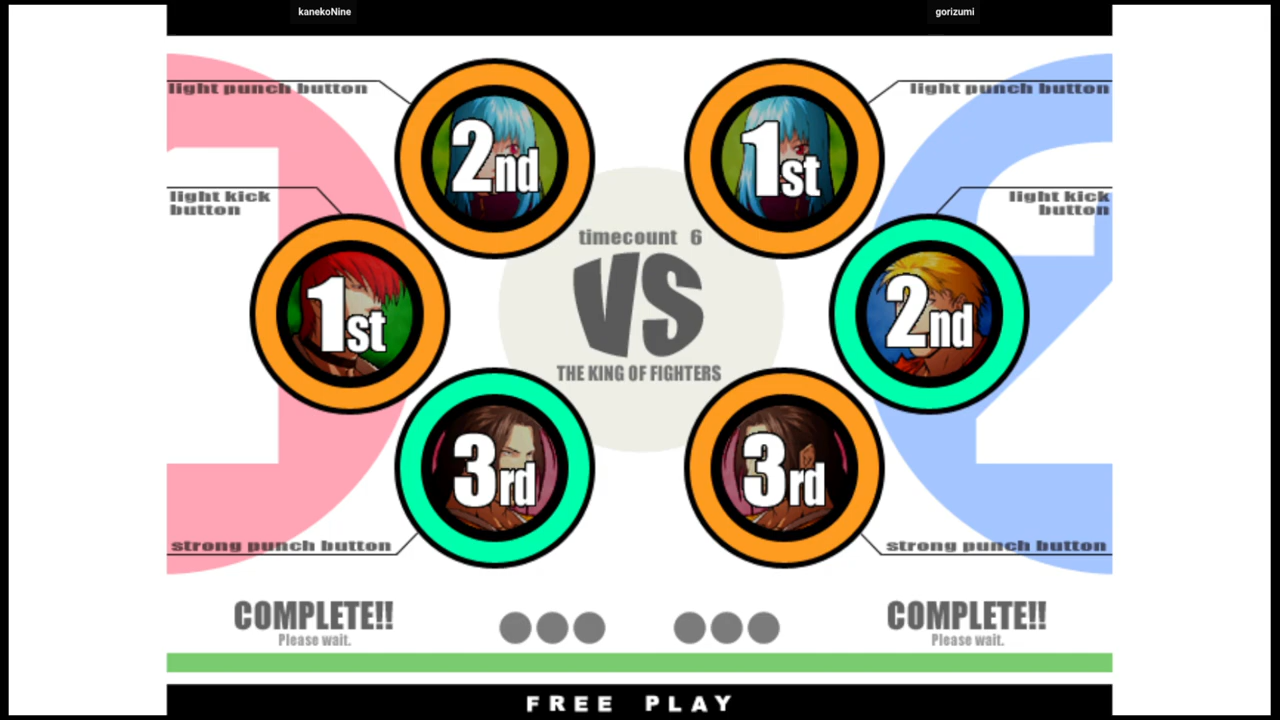 kanekoNine
gorizumi
light punch button
light punch button
2nd
1st
light kick
button
light kick
button
timecount 6
VS
1st
2nd
THE KING OF FIGHTERS
3rd
3rd
strong punch button
strong punch button
COMPLETE!!
Please wait.
COMPLETE!!
Please wait.
FREE PLAY